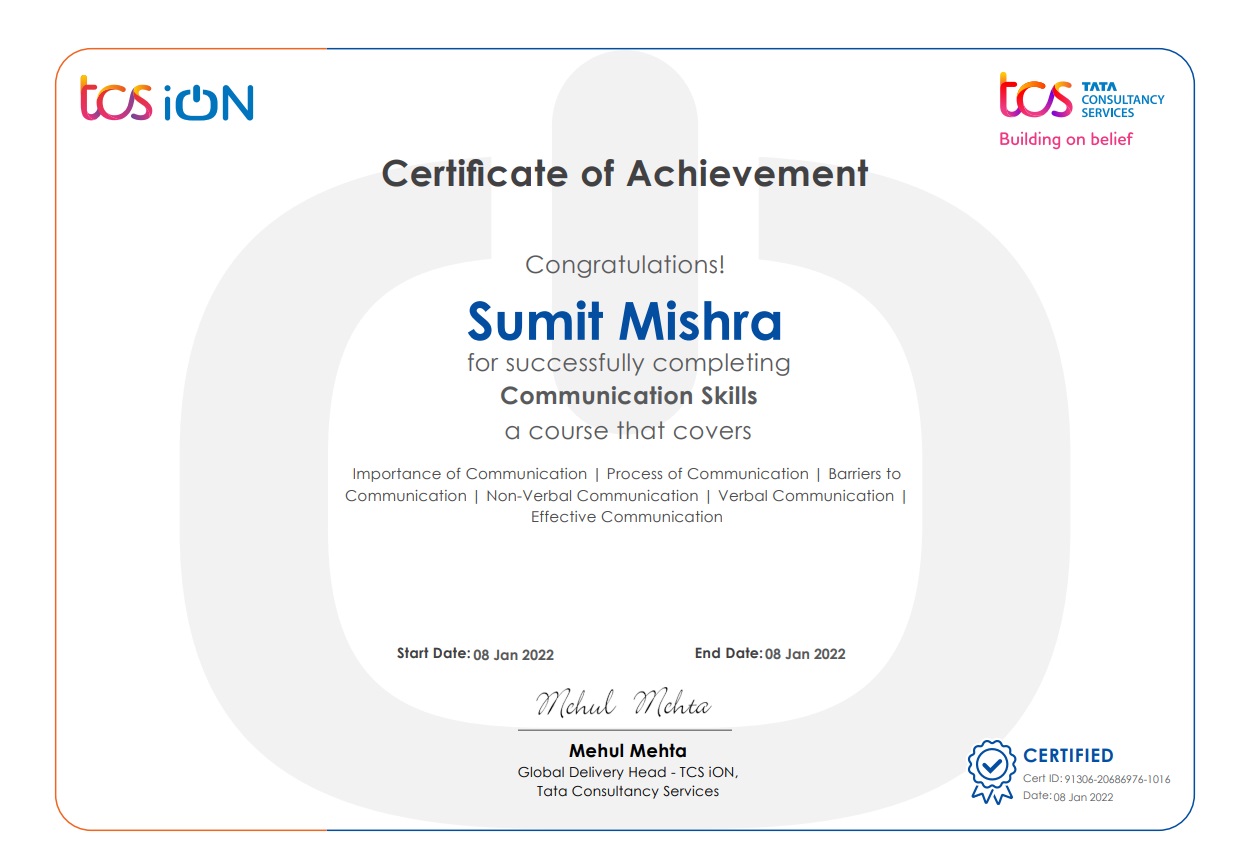 tcs iON
tcs TATA
CONSULTANCY
SERVICES
Building on belief
Certificate of Achievement
Congratulations!
Sumit Mishra
for successfully completing
Communication Skills
a course that covers
Importance of Communication | Process of Communication | Barriers to
Communication | Non-Verbal Communication | Verbal Communication |
Effective Communication
Start Date: 08 Jan 2022 End Date: 08 Jan 2022
Mehul Mehta
Mehul Mehta
Global Delivery Head - TCS iON,
Tata Consultancy Services
CERTIFIED
Cert ID: 91306-20686976-1016
Date: 08 Jan 2022